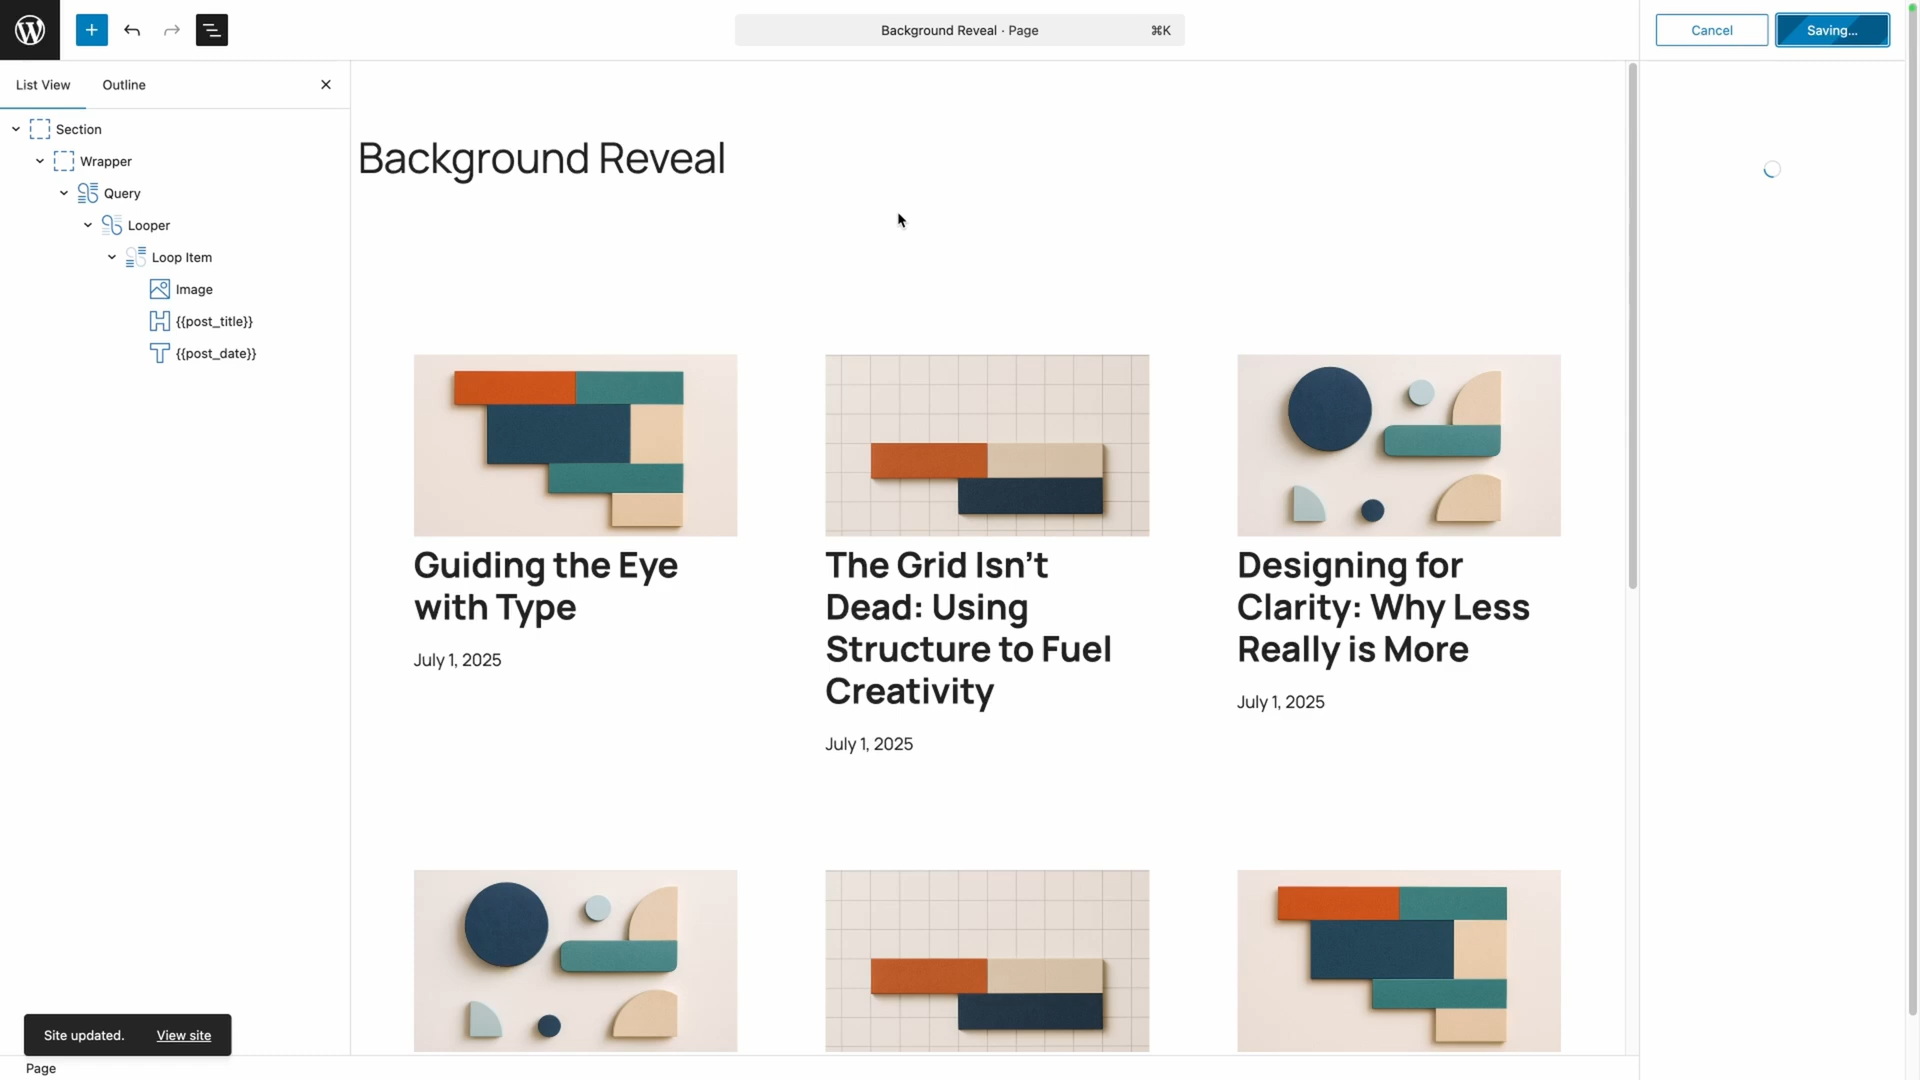 Background Reveal · Page
⌘K
Cancel
Saving...
List View
Outline
Section
Wrapper
Query
Looper
Loop Item
Image
{{post_title}}
{{post_date}}
Background Reveal
Guiding the Eye
with Type
July 1, 2025
The Grid Isn’t
Dead: Using
Structure to Fuel
Creativity
July 1, 2025
Designing for
Clarity: Why Less
Really is More
July 1, 2025
Site updated.
View site
Page